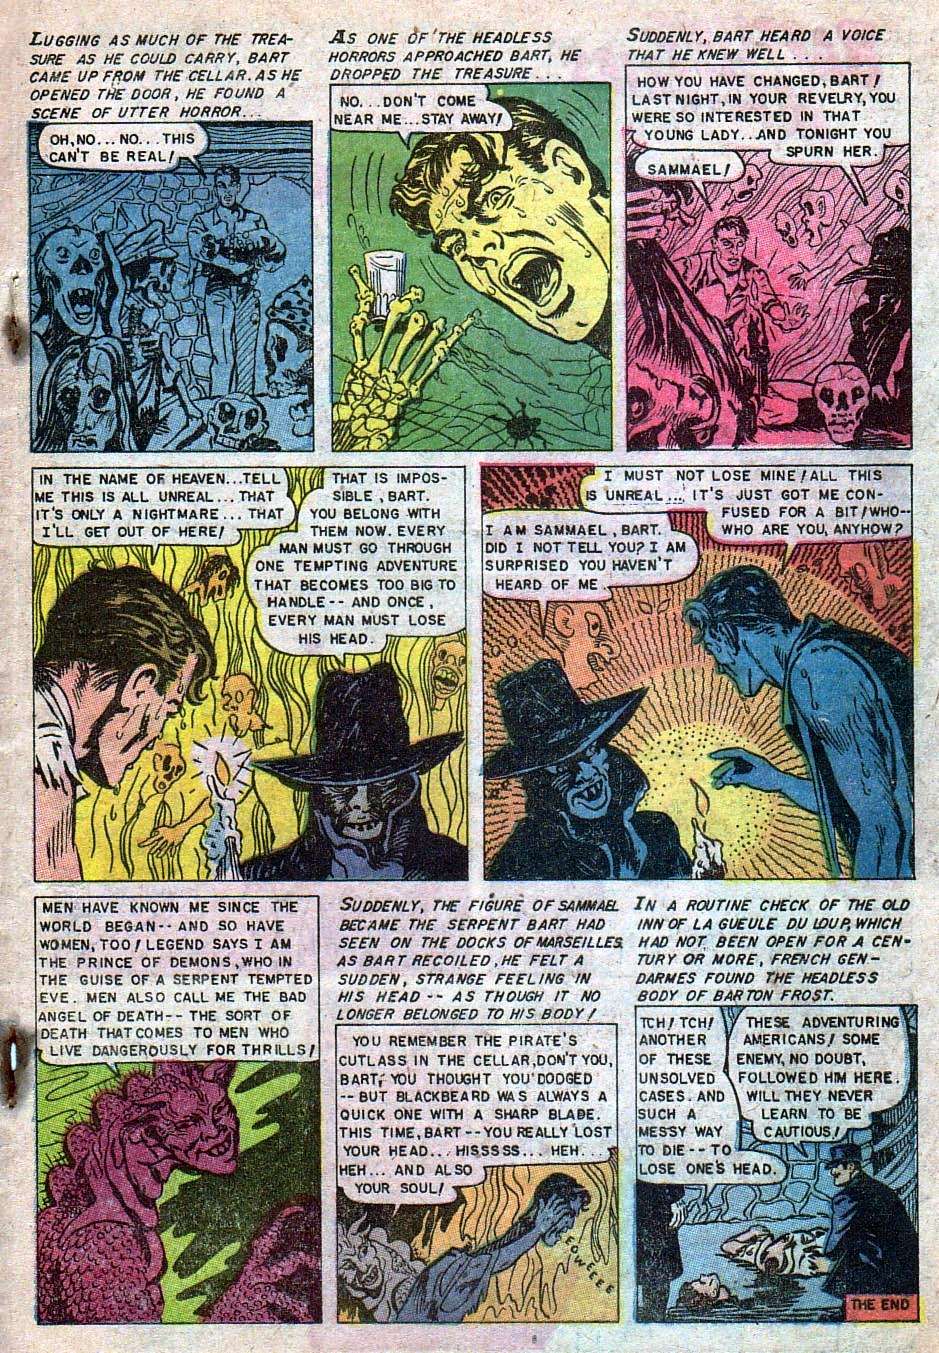 LUGGING AS MUCH OF THE TREA-
SURE AS HE COULD CARRY, BART
CAME UP FROM THE CELLAR. AS HE
OPENED THE DOOR, HE FOUND A
SCENE OF UTTER HORROR...
OH, NO... NO... THIS
CAN'T BE REAL!
AS ONE OF THE HEADLESS
HORRORS APPROACHED BART, HE
DROPPED THE TREASURE...
NO... DON'T COME
NEAR ME... STAY AWAY!
SUDDENLY, BART HEARD A VOICE
THAT HE KNEW WELL...
HOW YOU HAVE CHANGED, BART!
LAST NIGHT, IN YOUR REVELRY, YOU
WERE SO INTERESTED IN THAT
YOUNG LADY... AND TONIGHT YOU
SPURN HER.
SAMMAEL!
IN THE NAME OF HEAVEN... TELL
ME THIS IS ALL UNREAL... THAT
IT'S ONLY A NIGHTMARE... THAT
I'LL GET OUT OF HERE!
THAT IS IMPOS-
SIBLE, BART.
YOU BELONG WITH
THEM NOW. EVERY
MAN MUST GO THROUGH
ONE TEMPTING ADVENTURE
THAT BECOMES TOO BIG TO
HANDLE-- AND ONCE,
EVERY MAN MUST LOSE
HIS HEAD.
I MUST NOT LOSE MINE! ALL THIS
IS UNREAL... IT'S JUST GOT ME CON-
FUSED FOR A BIT! WHO--
WHO ARE YOU, ANYHOW?
I AM SAMMAEL, BART.
DID I NOT TELL YOU? I AM
SURPRISED YOU HAVEN'T
HEARD OF ME.
MEN HAVE KNOWN ME SINCE THE
WORLD BEGAN-- AND SO HAVE
WOMEN, TOO! LEGEND SAYS I AM
THE PRINCE OF DEMONS, WHO IN
THE GUISE OF A SERPENT TEMPTED
EVE. MEN ALSO CALL ME THE BAD
ANGEL OF DEATH-- THE SORT OF
DEATH THAT COMES TO MEN WHO
LIVE DANGEROUSLY FOR THRILLS!
SUDDENLY, THE FIGURE OF SAMMAEL
BECAME THE SERPENT BART HAD
SEEN ON THE DOCKS OF MARSEILLES.
AS BART RECOILED, HE FELT A
SUDDEN, STRANGE FEELING IN
HIS HEAD -- AS THOUGH IT NO
LONGER BELONGED TO HIS BODY!
YOU REMEMBER THE PIRATE'S
CUTLASS IN THE CELLAR, DON'T YOU,
BART; YOU THOUGHT YOU'DODGED
-- BUT BLACKBEARD WAS ALWAYS A
QUICK ONE WITH A SHARP BLADE.
THIS TIME, BART-- YOU REALLY LOST
YOUR HEAD... HISSSSS... HEH...
HEH... AND ALSO
YOUR SOUL!
EOWEEEE
IN A ROUTINE CHECK OF THE OLD
INN OF LA GUEULE DU LOUP, WHICH
HAD NOT BEEN OPEN FOR A CEN-
TURY OR MORE, FRENCH GEN-
DARMES FOUND THE HEADLESS
BODY OF BARTON FROST.
TCH! TCH!
ANOTHER
OF THESE
UNSOLVED
CASES. AND
SUCH A
MESSY WAY
TO DIE-- TO
LOSE ONE'S HEAD.
THESE ADVENTURING
AMERICANS! SOME
ENEMY, NO DOUBT,
FOLLOWED HIM HERE.
WILL THEY NEVER
LEARN TO BE
CAUTIOUS!
THE END
8